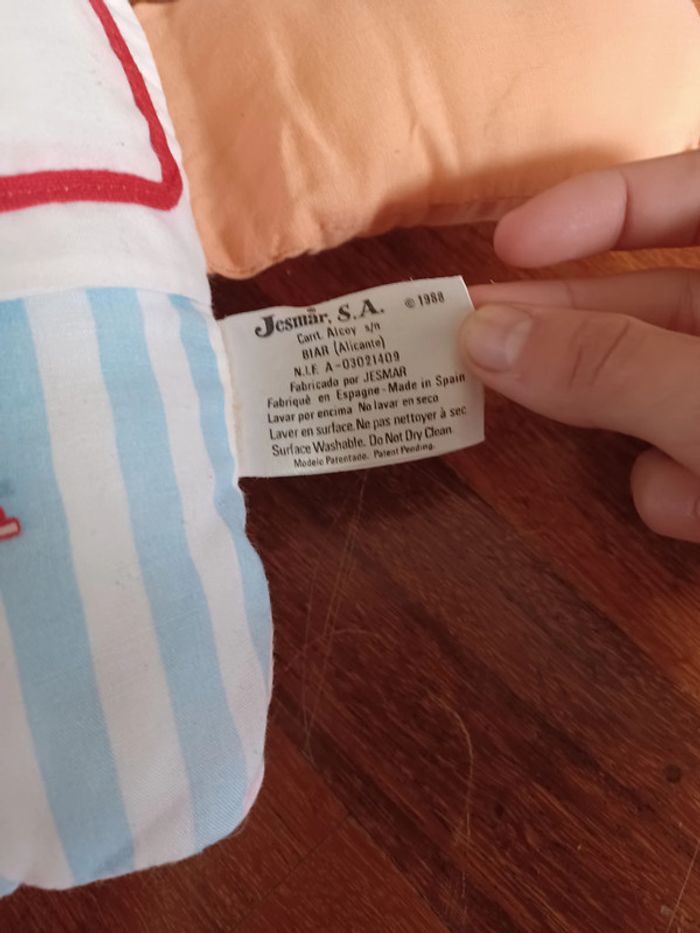 Jesmar, S.A. © 1988
Carrt. Alcoy s/n
BIAR (Alicante)
N.I.F. A-03021409
Fabricado por JESMAR
Fabriqué en Espagne - Made in Spain
Lavar por encima No lavar en seco
Laver en surface. Ne pas nettoyer à sec
Surface Washable. Do Not Dry Clean
Modelo Patentado. Patent Pending.